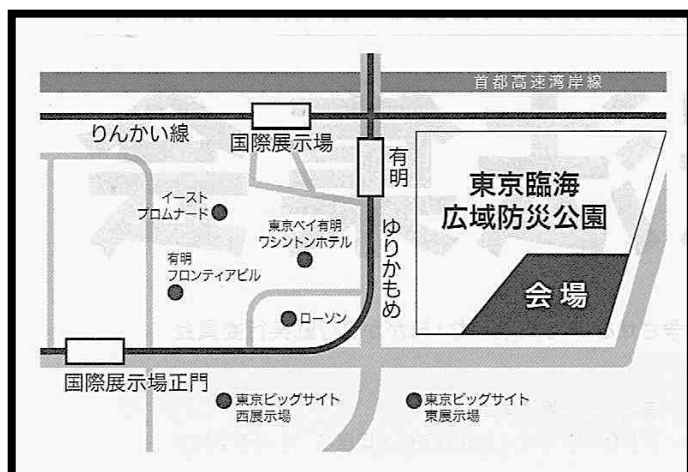 首都高速湾岸線
りんかい線
国際展示場
有明
東京臨海
広域防災公園
イースト
プロムナード
東京ベイ有明
ワシントンホテル
ゆりかもめ
有明
フロンティアビル
会場
ローソン
国際展示場正門
東京ビッグサイト
西展示場
東京ビッグサイト
東展示場